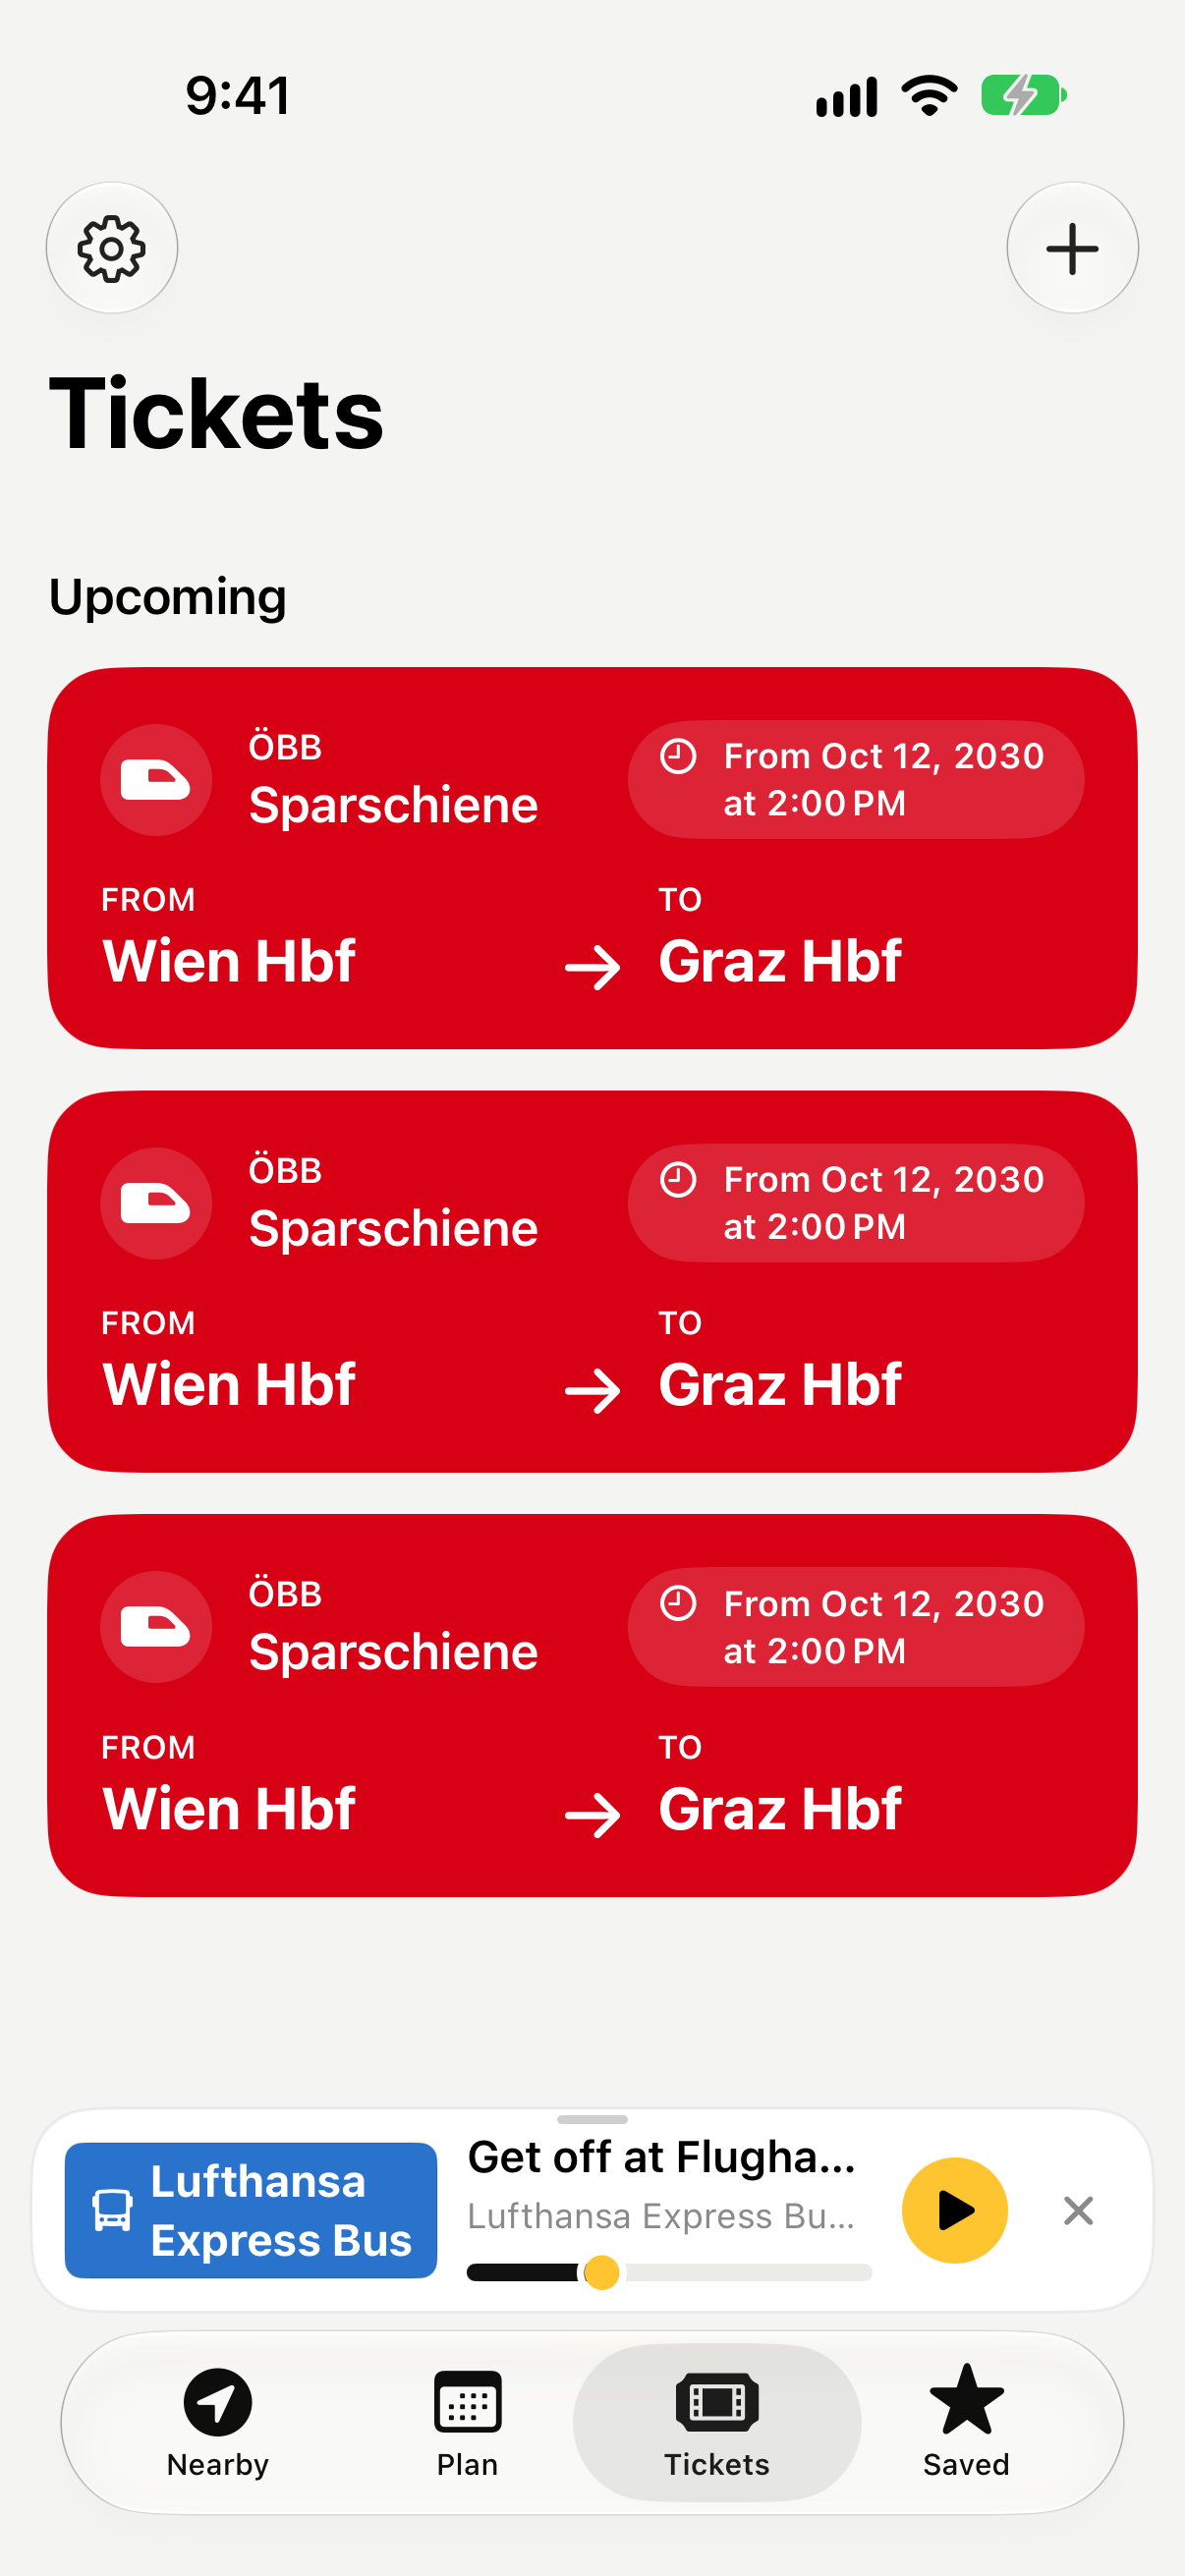 9:41
Tickets
Upcoming
ÖBB
Sparschiene
From Oct 12, 2030
at 2:00 PM
FROM
Wien Hbf
TO
Graz Hbf
ÖBB
Sparschiene
From Oct 12, 2030
at 2:00 PM
FROM
Wien Hbf
TO
Graz Hbf
ÖBB
Sparschiene
From Oct 12, 2030
at 2:00 PM
FROM
Wien Hbf
TO
Graz Hbf
Lufthansa
Express Bus
Get off at Flugha...
Lufthansa Express Bu...
Nearby
Plan
Tickets
Saved